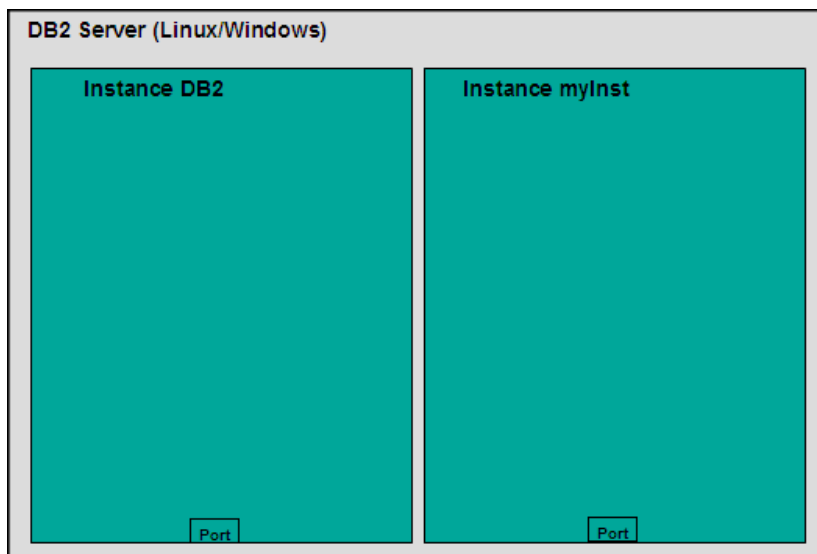 DB2 Server (Linux/Windows)
Instance DB2
Instance myInst
Port
Port